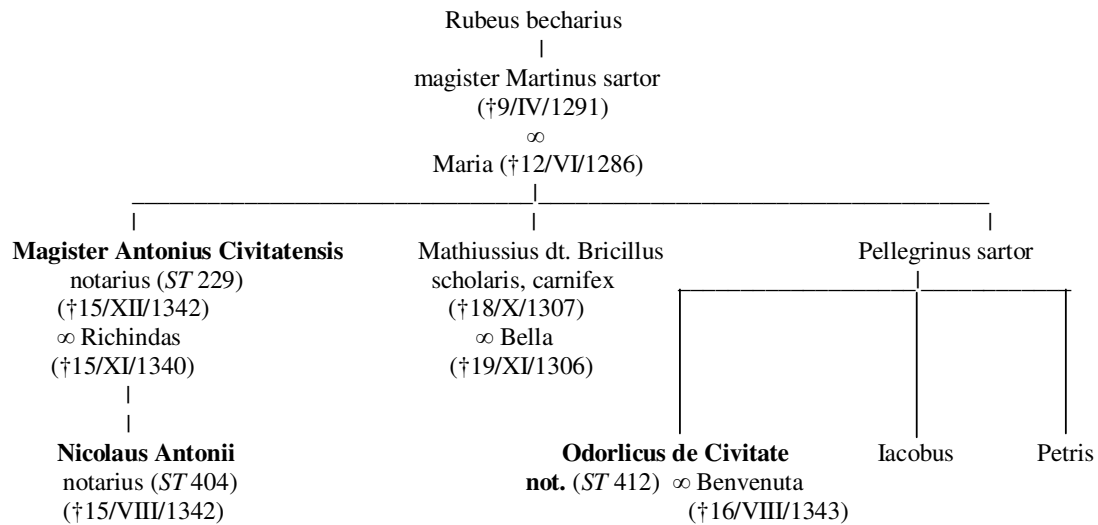 Rubeus becharius
magister Martinus sartor
(†9/IV/1291)
∞
Maria (†12/VI/1286)
Magister Antonius Civitatensis
notarius (ST 229)
(†15/XII/1342)
∞ Richindas
(†15/XI/1340)
Mathiussius dt. Bricillus
scholaris, carnifex
(†18/X/1307)
∞ Bella
(†19/XI/1306)
Pellegrinus sartor
Nicolaus Antonii
notarius (ST 404)
(†15/VIII/1342)
Odorlicus de Civitate
not. (ST 412) ∞ Benvenuta
(†16/VIII/1343)
Iacobus
Petris